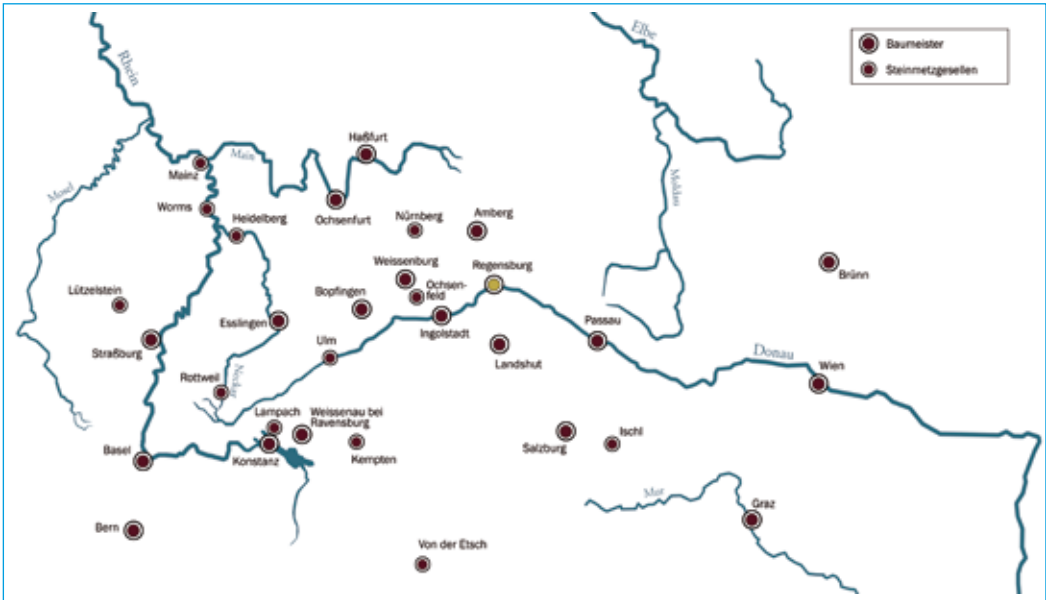 Elbe
Baumeister
Steinmetzgesellen
Rhein
Haßfurt
Main
Mainz
Mosel
Moldau
Worms
Heidelberg
Ochsenfurt
Nürnberg
Amberg
Weissenburg
Regensburg
Brünn
Lützelstein
Bopfingen
Ochsen-
feld
Esslingen
Ingolstadt
Passau
Straßburg
Ulm
Landshut
Donau
Wien
Rottweil
Neckar
Lampach
Weissenau bei
Ravensburg
Basel
Konstanz
Kempten
Salzburg
Ischl
Mur
Graz
Bern
Von der Etsch